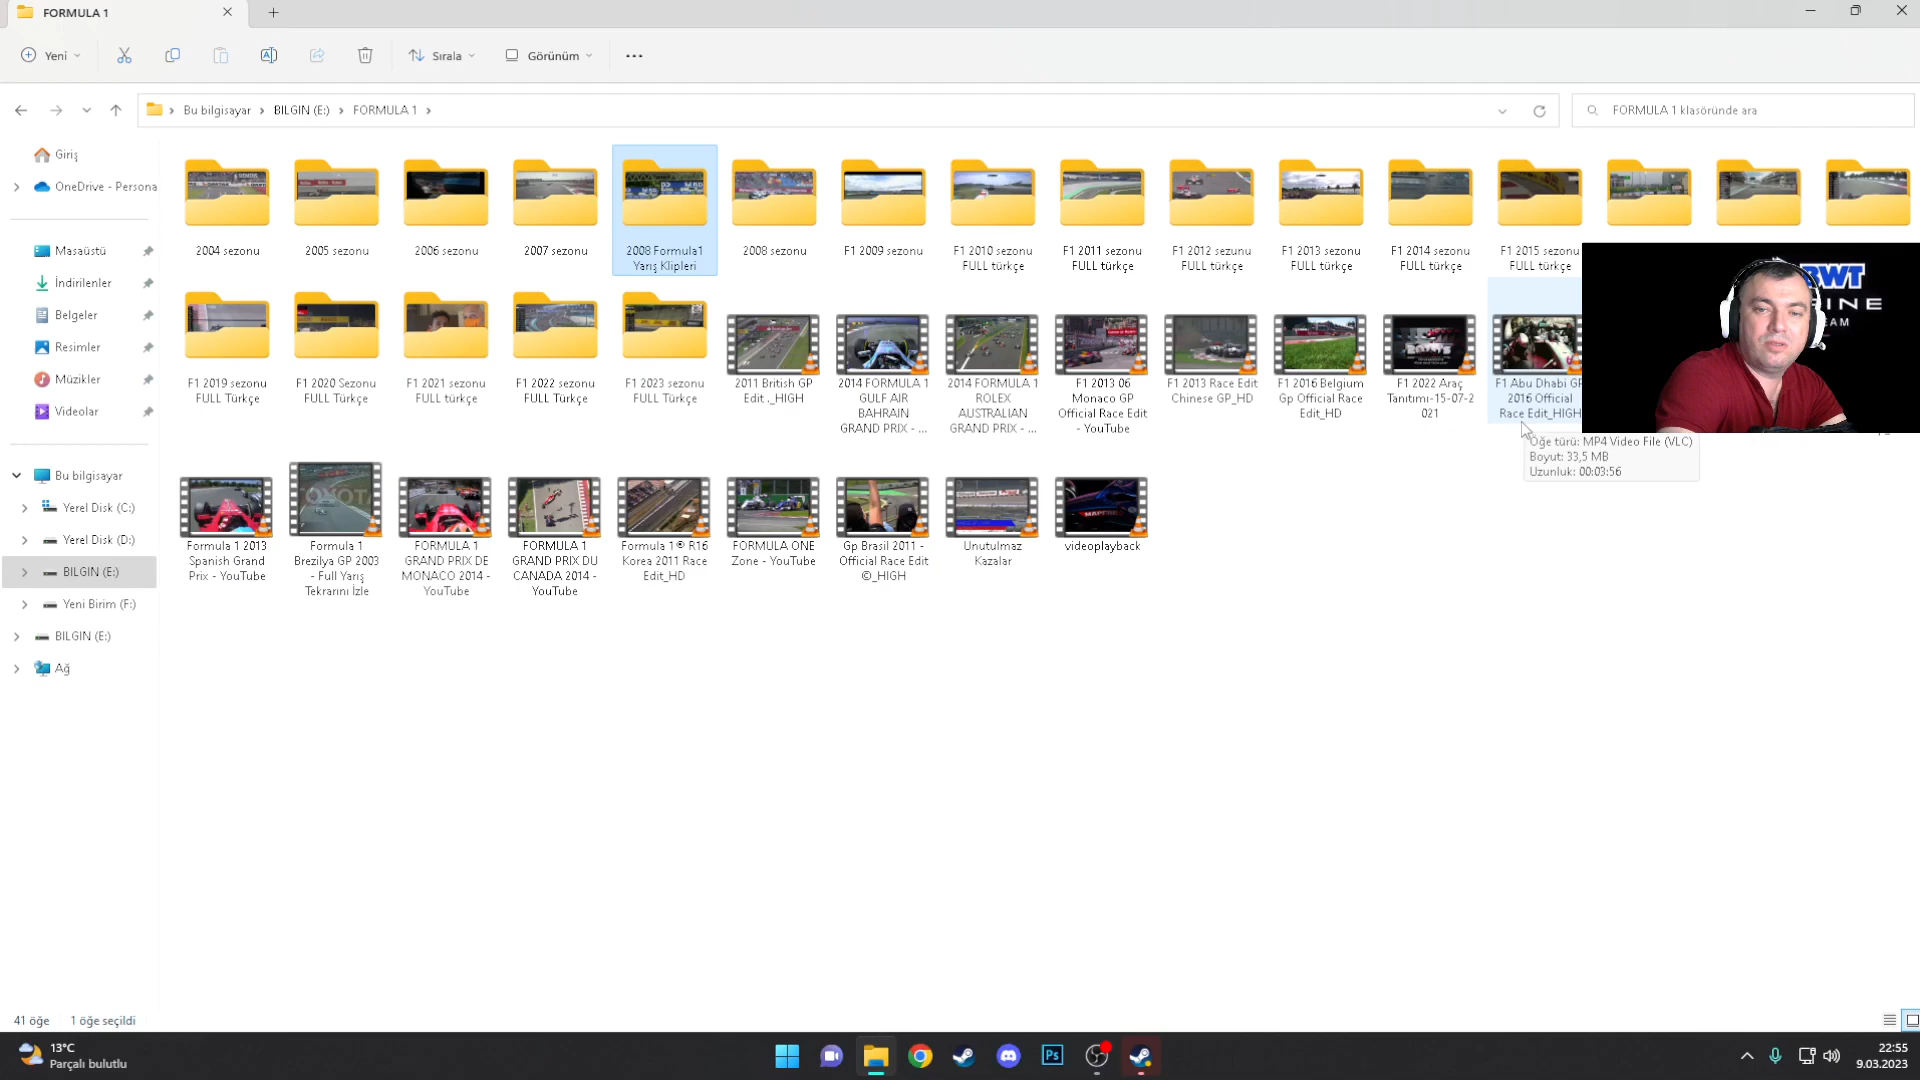 FORMULA 1
Yeni
Sırala
Görünüm
Bu bilgisayar
BILGIN (E:)
FORMULA 1
FORMULA 1 klasöründe ara
Giriş
OneDrive - Persona
Masaüstü
İndirilenler
Belgeler
Resimler
Müzikler
Videolar
Bu bilgisayar
Yerel Disk (C:)
Yerel Disk (D:)
BILGIN (E:)
Yeni Birim (F:)
BILGIN (E:)
Ağ
2004 sezonu
2005 sezonu
2006 sezonu
2007 sezonu
2008 Formula1
Yarış Klipleri
2008 sezonu
F1 2009 sezonu
F1 2010 sezonu
FULL türkçe
F1 2011 sezonu
FULL türkçe
F1 2012 sezunu
FULL türkçe
F1 2013 sezonu
FULL türkçe
F1 2014 sezonu
FULL türkçe
F1 2015 sezonu
FULL türkçe
F1 2019 sezonu
FULL Türkçe
F1 2020 Sezonu
FULL Türkçe
F1 2021 sezonu
FULL türkçe
F1 2022 sezonu
FULL Türkçe
F1 2023 sezonu
FULL Türkçe
2011 British GP
Edit ._HIGH
2014 FORMULA 1
GULF AIR
BAHRAIN
GRAND PRIX - ...
2014 FORMULA 1
ROLEX
AUSTRALIAN
GRAND PRIX - ...
F1 2013 06
Monaco GP
Official Race Edit
- YouTube
F1 2013 Race Edit
Chinese GP_HD
F1 2016 Belgium
Gp Official Race
Edit_HD
F1 2022 Araç
Tanıtımı-15-07-2
021
F1 Abu Dhabi GP
2016 Official
Race Edit_HIGH
Öğe türü: MP4 Video File (VLC)
Boyut: 33,5 MB
Uzunluk: 00:03:56
BWT
TEAM
Formula 1 2013
Spanish Grand
Prix - YouTube
Formula 1
Brezilya GP 2003
- Full Yarış
Tekrarını İzle
FORMULA 1
GRAND PRIX DE
MONACO 2014 -
YouTube
FORMULA 1
GRAND PRIX DU
CANADA 2014 -
YouTube
Formula 1® R16
Korea 2011 Race
Edit_HD
FORMULA ONE
Zone - YouTube
Gp Brasil 2011 -
Official Race Edit
©_HIGH
Unutulmaz
Kazalar
videoplayback
41 öğe
1 öğe seçildi
13°C
Parçalı bulutlu
Ps
22:55
9.03.2023